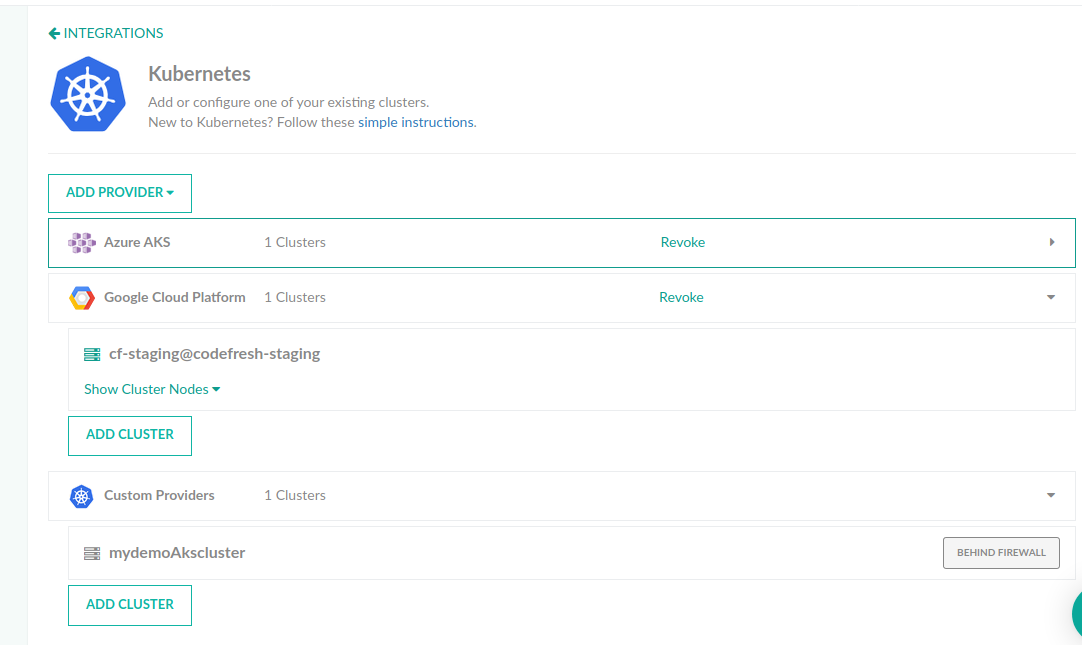 INTEGRATIONS
Kubernetes
Add or configure one of your existing clusters.
New to Kubernetes? Follow these simple instructions.
ADD PROVIDER
Azure AKS 1 Clusters Revoke
Google Cloud Platform 1 Clusters Revoke
cf-staging@codefresh-staging
Show Cluster Nodes
ADD CLUSTER
Custom Providers 1 Clusters
mydemoAkscluster BEHIND FIREWALL
ADD CLUSTER